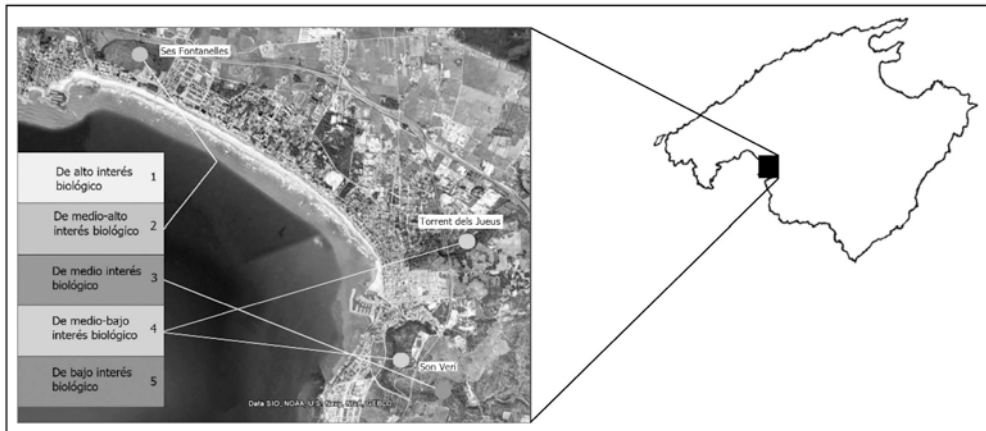 Ses Fontanelles
De alto interés
biológico
1
De medio-alto
interés biológico
2
Torrent dels Jueus
De medio interés
biológico
3
De medio-bajo
interés biológico
4
De bajo interés
biológico
5
Son Veri
Data SIO, NOAA, U.S. Navy, NGA, GEBCO